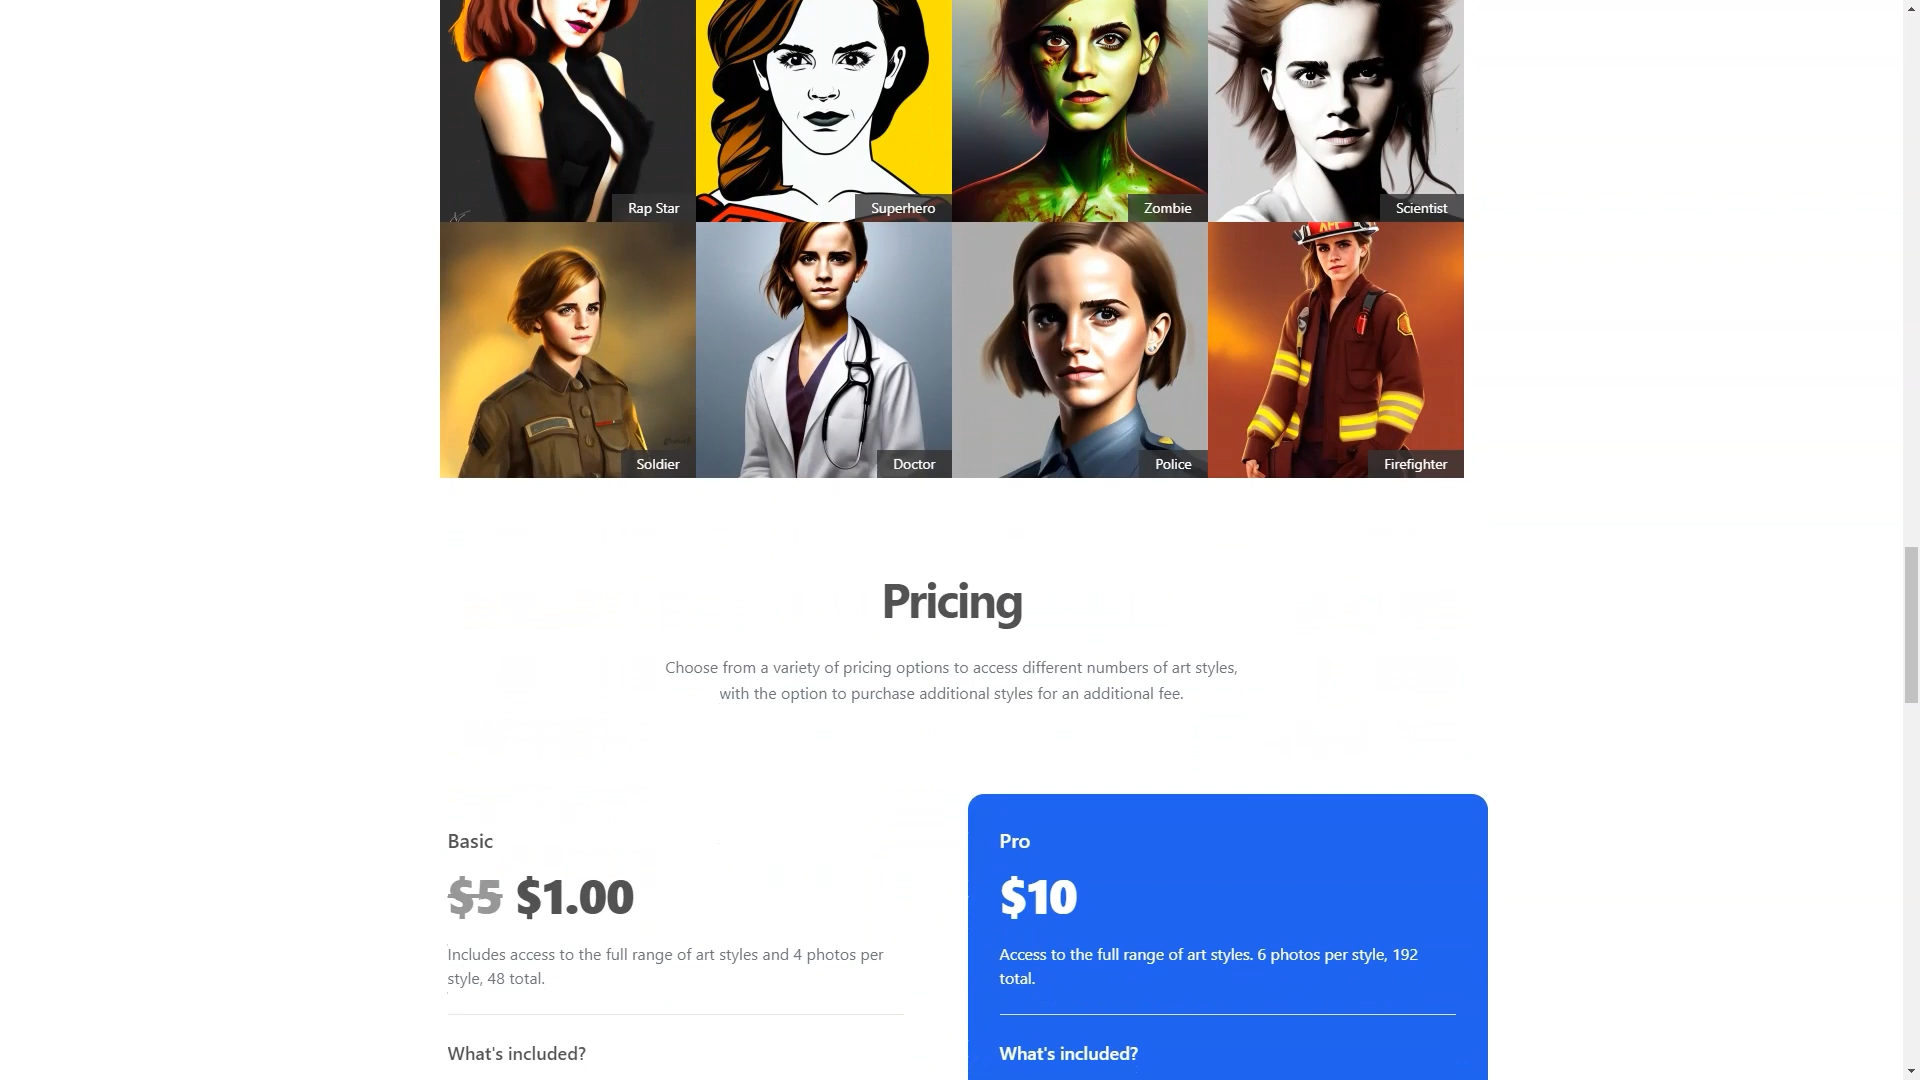 Rap Star
Superhero
Zombie
Scientist
Soldier
Doctor
Police
Firefighter
Pricing
Choose from a variety of pricing options to access different numbers of art styles,
with the option to purchase additional styles for an additional fee.
Basic
$5 $1.00
Includes access to the full range of art styles and 4 photos per
style, 48 total.
What's included?
Pro
$10
Access to the full range of art styles. 6 photos per style, 192
total.
What's included?